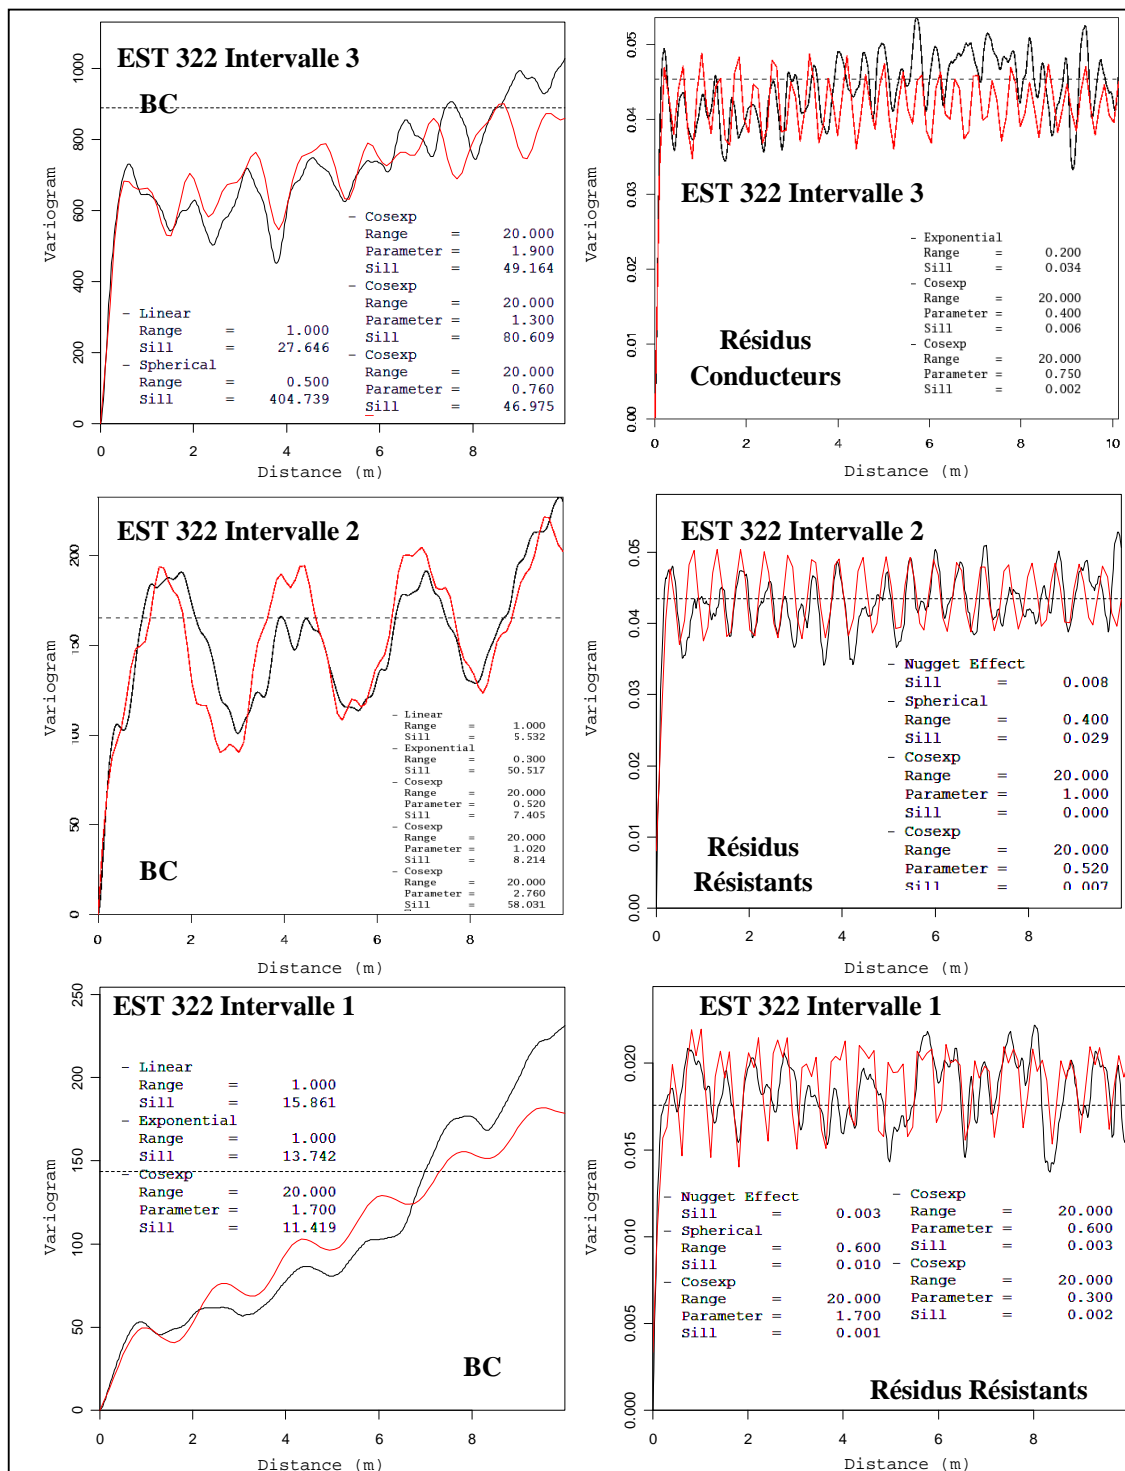 EST 322 Intervalle 3
BC
Variogram
1000
800
600
400
200
0
- Cosexp
Range = 20.000
Parameter = 1.900
Sill = 49.164
- Cosexp
Range = 20.000
Parameter = 1.300
Sill = 80.609
- Cosexp
Range = 20.000
Parameter = 0.760
Sill = 46.975
- Linear
Range = 1.000
Sill = 27.646
- Spherical
Range = 0.500
Sill = 404.739
0 2 4 6 8
Distance (m)
EST 322 Intervalle 3
Variogram
0.05
0.04
0.03
0.02
0.01
0.00
- Exponential
Range = 0.200
Sill = 0.034
- Cosexp
Range = 20.000
Parameter = 0.400
Sill = 0.006
- Cosexp
Range = 20.000
Parameter = 0.750
Sill = 0.002
Résidus
Conducteurs
0 2 4 6 8 10
Distance (m)
EST 322 Intervalle 2
Variogram
200
150
100
50
0
- Linear
Range = 1.000
Sill = 5.532
- Exponential
Range = 0.300
Sill = 50.517
- Cosexp
Range = 20.000
Parameter = 0.520
Sill = 7.405
- Cosexp
Range = 20.000
Parameter = 1.020
Sill = 8.214
- Cosexp
Range = 20.000
Parameter = 2.760
Sill = 58.031
BC
0 2 4 6 8
Distance (m)
EST 322 Intervalle 2
Variogram
0.05
0.04
0.03
0.02
0.01
0.00
- Nugget Effect
Sill = 0.008
- Spherical
Range = 0.400
Sill = 0.029
- Cosexp
Range = 20.000
Parameter = 1.000
Sill = 0.000
- Cosexp
Range = 20.000
Parameter = 0.520
Sill = 0.007
Résidus
Résistants
0 2 4 6 8
Distance (m)
EST 322 Intervalle 1
Variogram
250
200
150
100
50
0
- Linear
Range = 1.000
Sill = 15.861
- Exponential
Range = 1.000
Sill = 13.742
- Cosexp
Range = 20.000
Parameter = 1.700
Sill = 11.419
BC
0 2 4 6 8
Distance (m)
EST 322 Intervalle 1
Variogram
0.020
0.015
0.010
0.005
0.000
- Nugget Effect
Sill = 0.003
- Spherical
Range = 0.600
Sill = 0.010
- Cosexp
Range = 20.000
Parameter = 1.700
Sill = 0.001
- Cosexp
Range = 20.000
Parameter = 0.600
Sill = 0.003
- Cosexp
Range = 20.000
Parameter = 0.300
Sill = 0.002
Résidus Résistants
0 2 4 6 8
Distance (m)